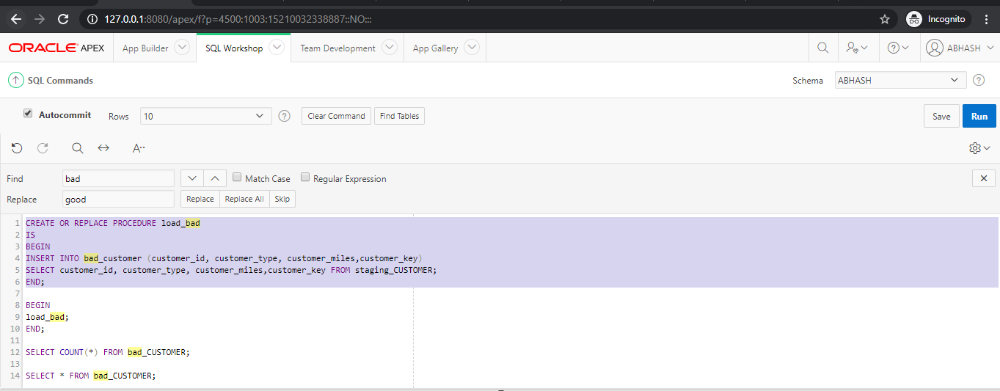 127.0.0.1:8080/apex/f?p=4500:1003:15210032338887::NO:::
Incognito
ORACLE APEX App Builder SQL Workshop Team Development App Gallery ABHASH
SQL Commands Schema ABHASH
Autocommit Rows 10 Clear Command Find Tables Save Run
A··
Find bad Match Case Regular Expression
Replace good Replace Replace All Skip
1 CREATE OR REPLACE PROCEDURE load_bad
2 IS
3 BEGIN
4 INSERT INTO bad_customer (customer_id, customer_type, customer_miles,customer_key)
5 SELECT customer_id, customer_type, customer_miles,customer_key FROM staging_CUSTOMER;
6 END;
7
8 BEGIN
9 load_bad;
10 END;
11
12 SELECT COUNT(*) FROM bad_CUSTOMER;
13
14 SELECT * FROM bad_CUSTOMER;